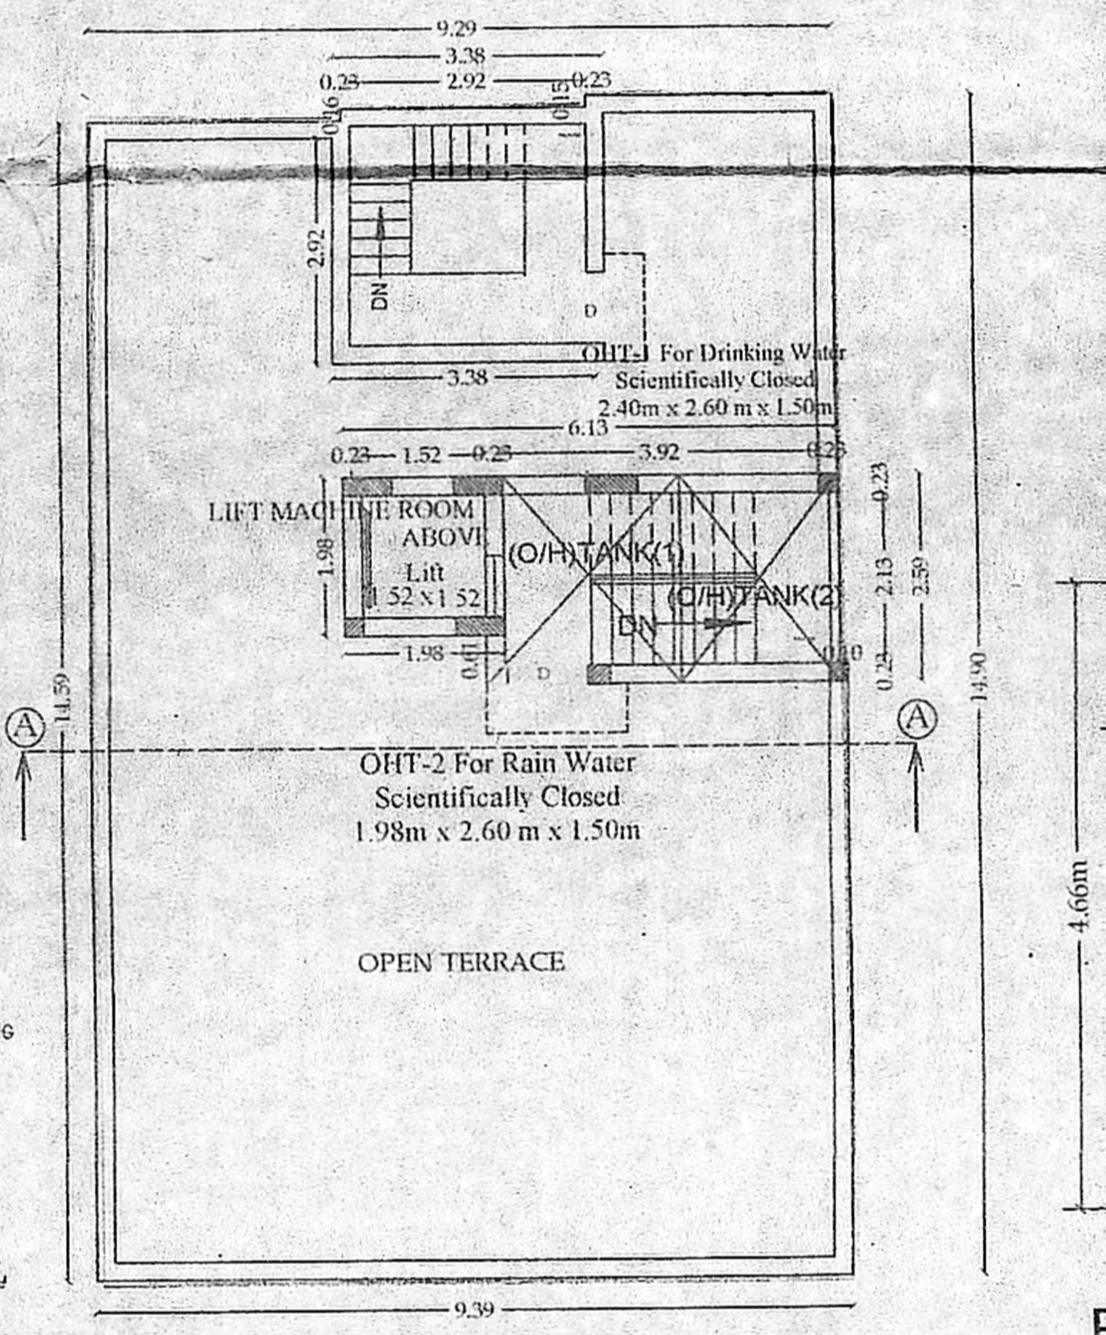 9.29
3.38
0.23 2.92 0.23
0.16
0.15
2.92
DN
D
OHT-1 For Drinking Water
Scientifically Closed
2.40m x 2.60 m x 1.50m
3.38
6.13
0.23 1.52 0.23 3.92 0.23
0.23
LIFT MACHINE ROOM
ABOVE
1.98
(O/H)TANK(1)
Lift
1.52 x 1.52
2.13
2.59
(O/H)TANK(2)
DN
1.98
0.61
D
0.10
0.23
14.59
14.90
A
A
OHT-2 For Rain Water
Scientifically Closed
1.98m x 2.60 m x 1.50m
4.66m
OPEN TERRACE
G
9.39